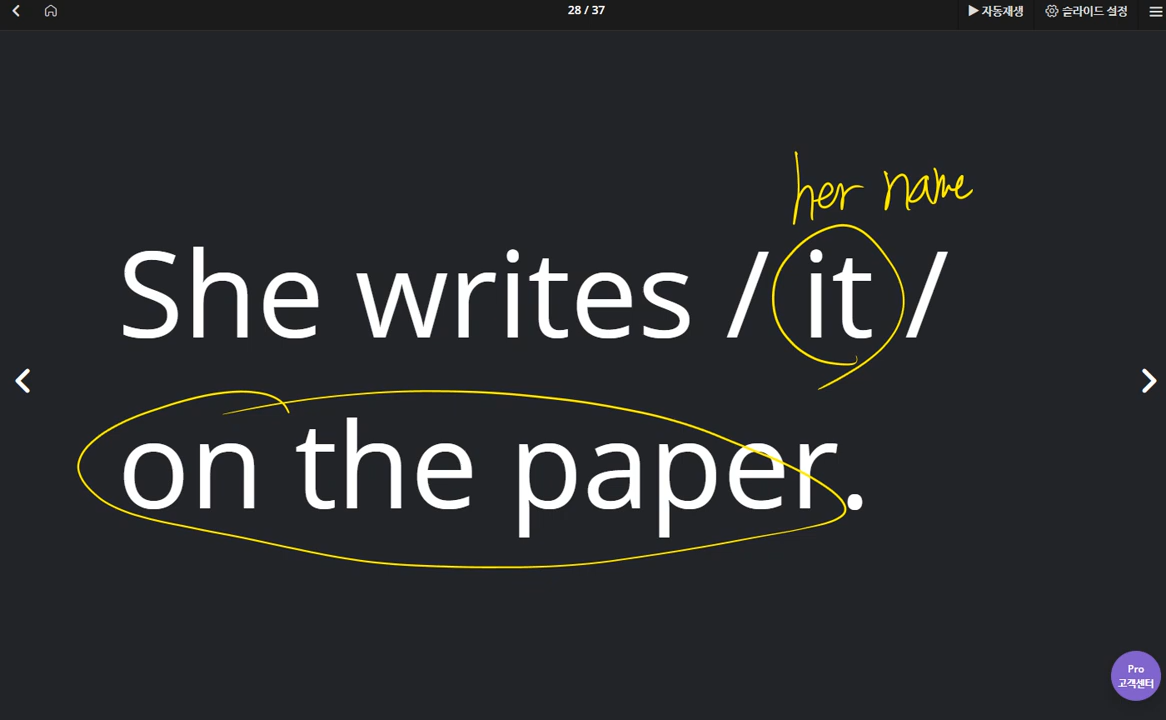 28 / 37
▶ 자동재생
슬라이드 설정
her name
She writes / it /
on the paper.
Pro
고객센터